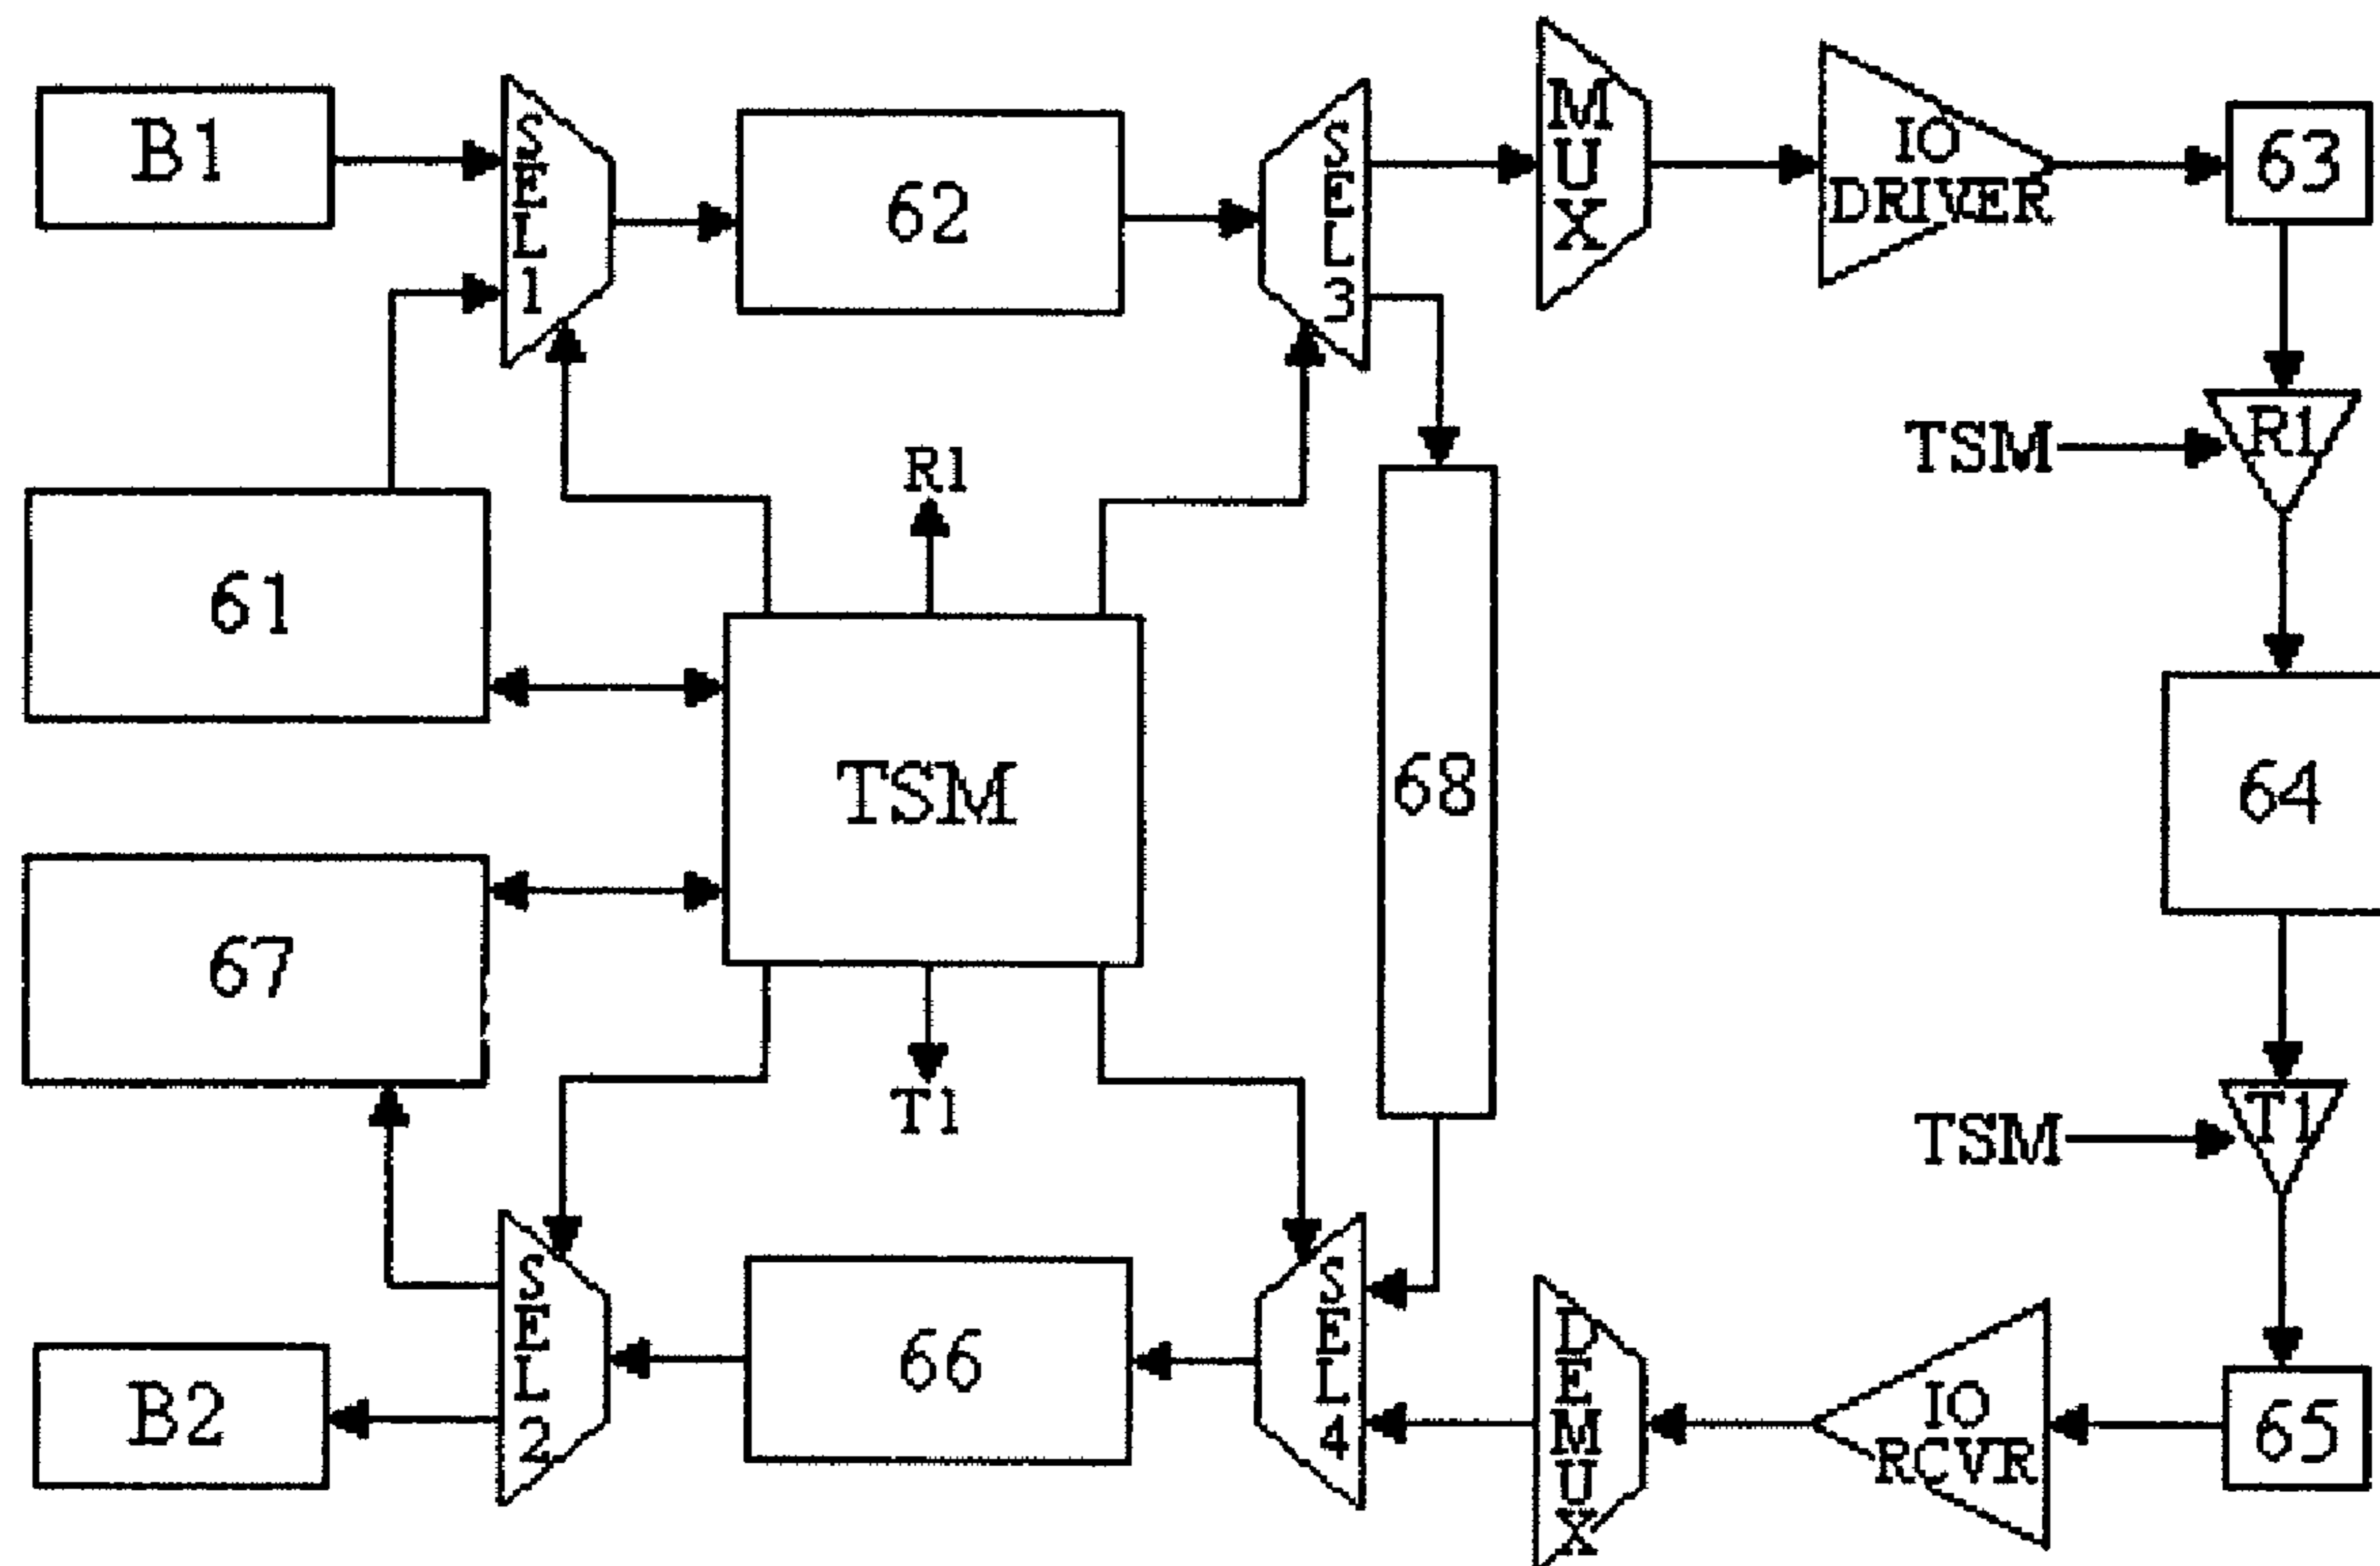 B1
SEL1
62
SEL3
MUX
IO
DRIVER
63
R1
TSM
R1
61
TSM
68
64
67
T1
TSM
T1
B2
SEL2
66
SEL4
DEMUX
IO
RCVR
65